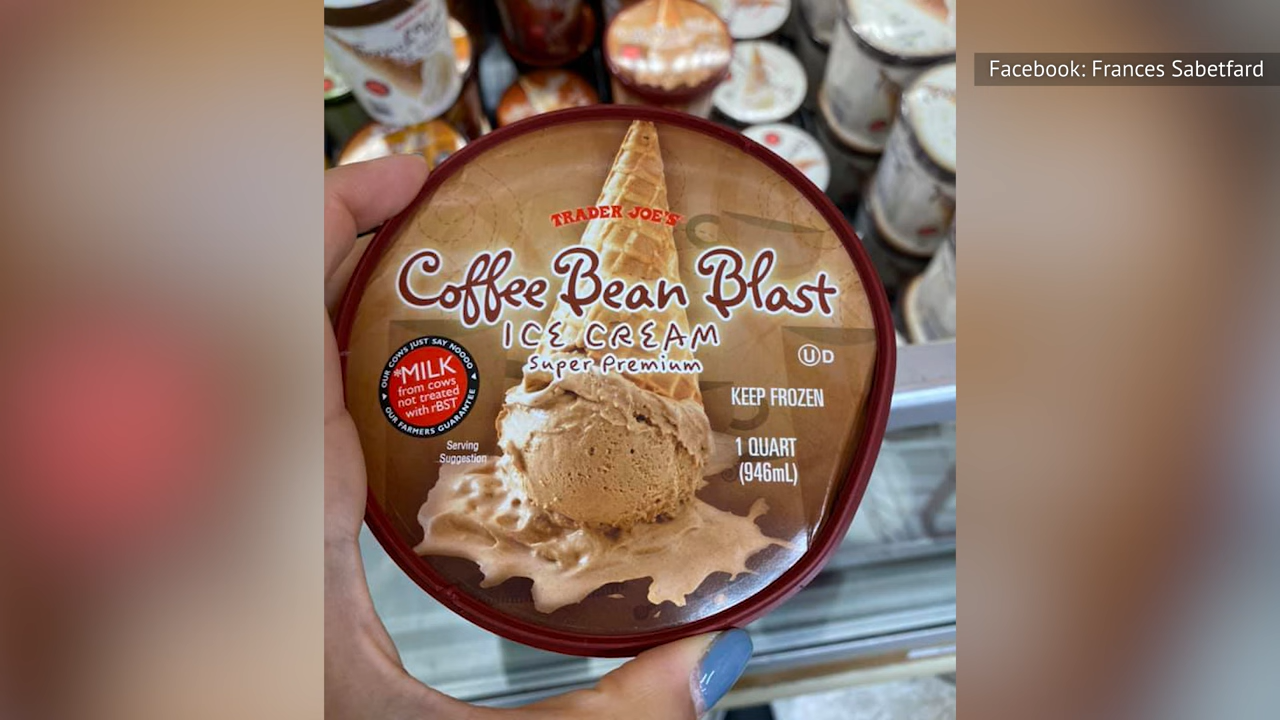 Facebook: Frances Sabetfard
TRADER JOE'S
Coffee Bean Blast
ICE CREAM
Super Premium
OUR COWS JUST SAY NOOOO
*MILK
from cows
not treated
with rBST
OUR FARMERS GUARANTEE
Serving
Suggestion
U D
KEEP FROZEN
1 QUART
(946mL)